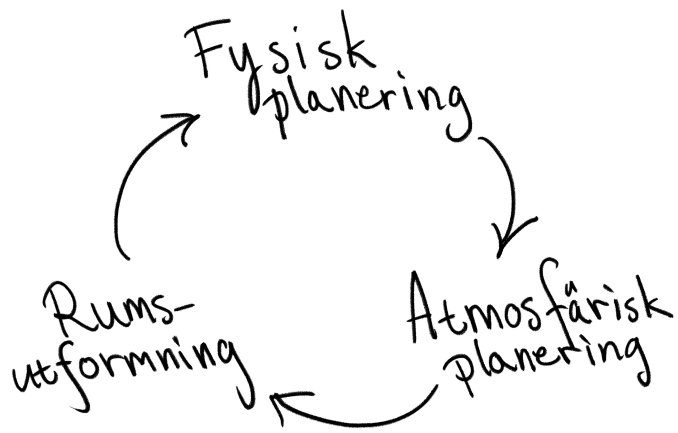 Fysisk
planering
Atmosfärisk
planering
Rums-
utformning